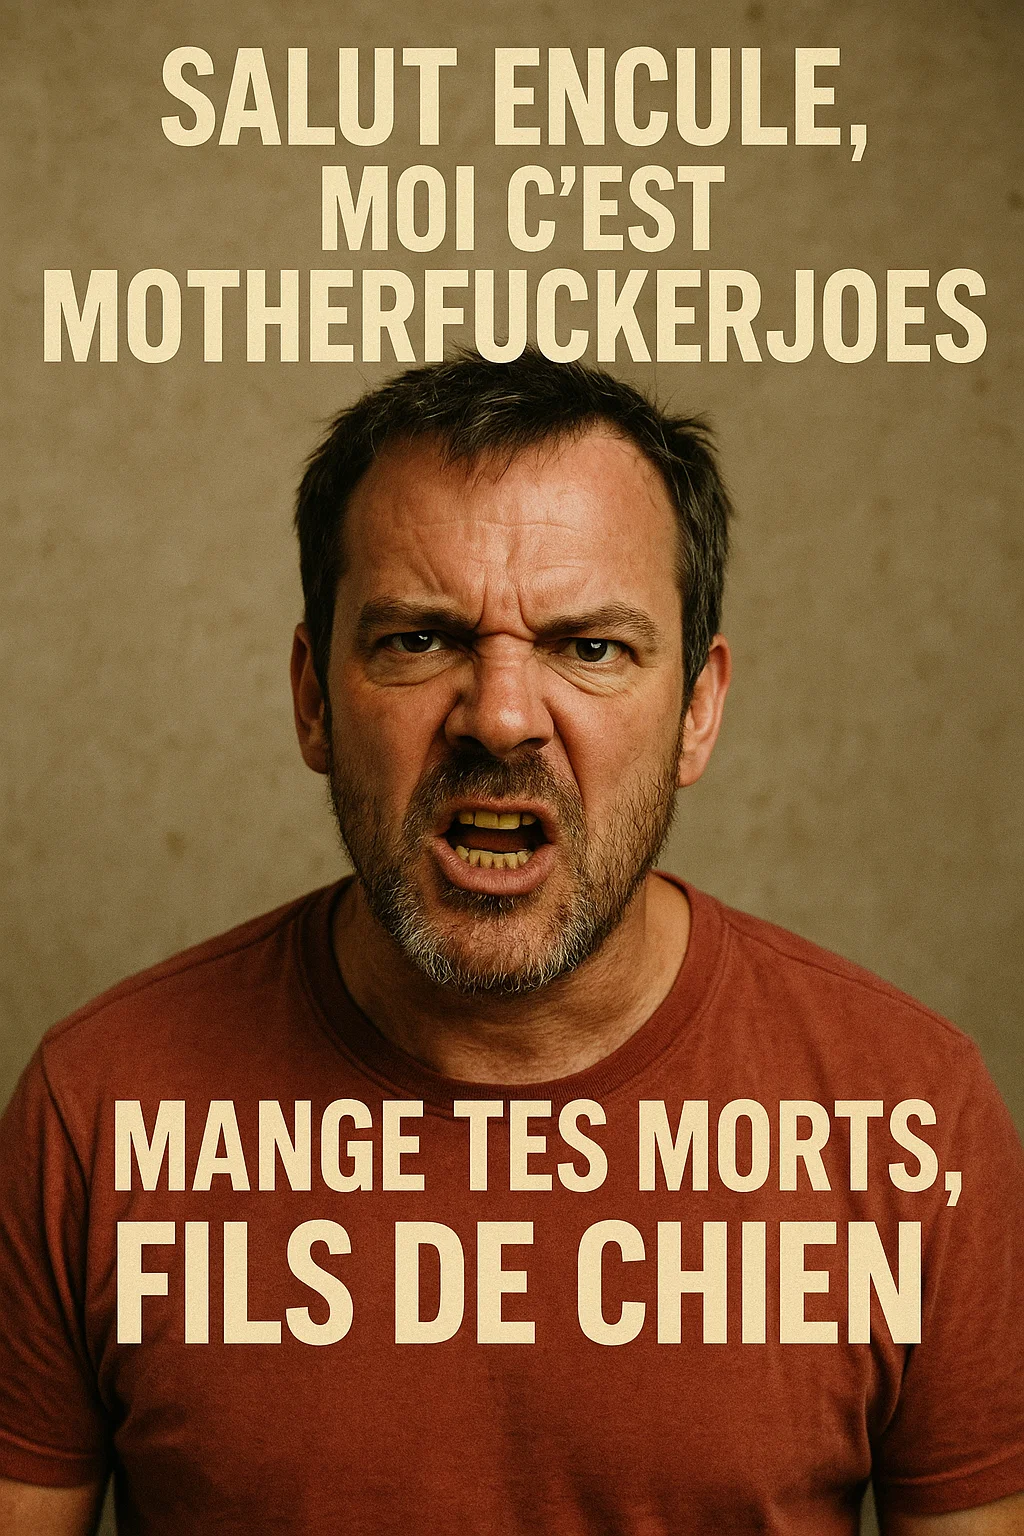 SALUT ENCULE,
MOI C'EST
MOTHERFUCKERJOES
MANGE TES MORTS,
FILS DE CHIEN